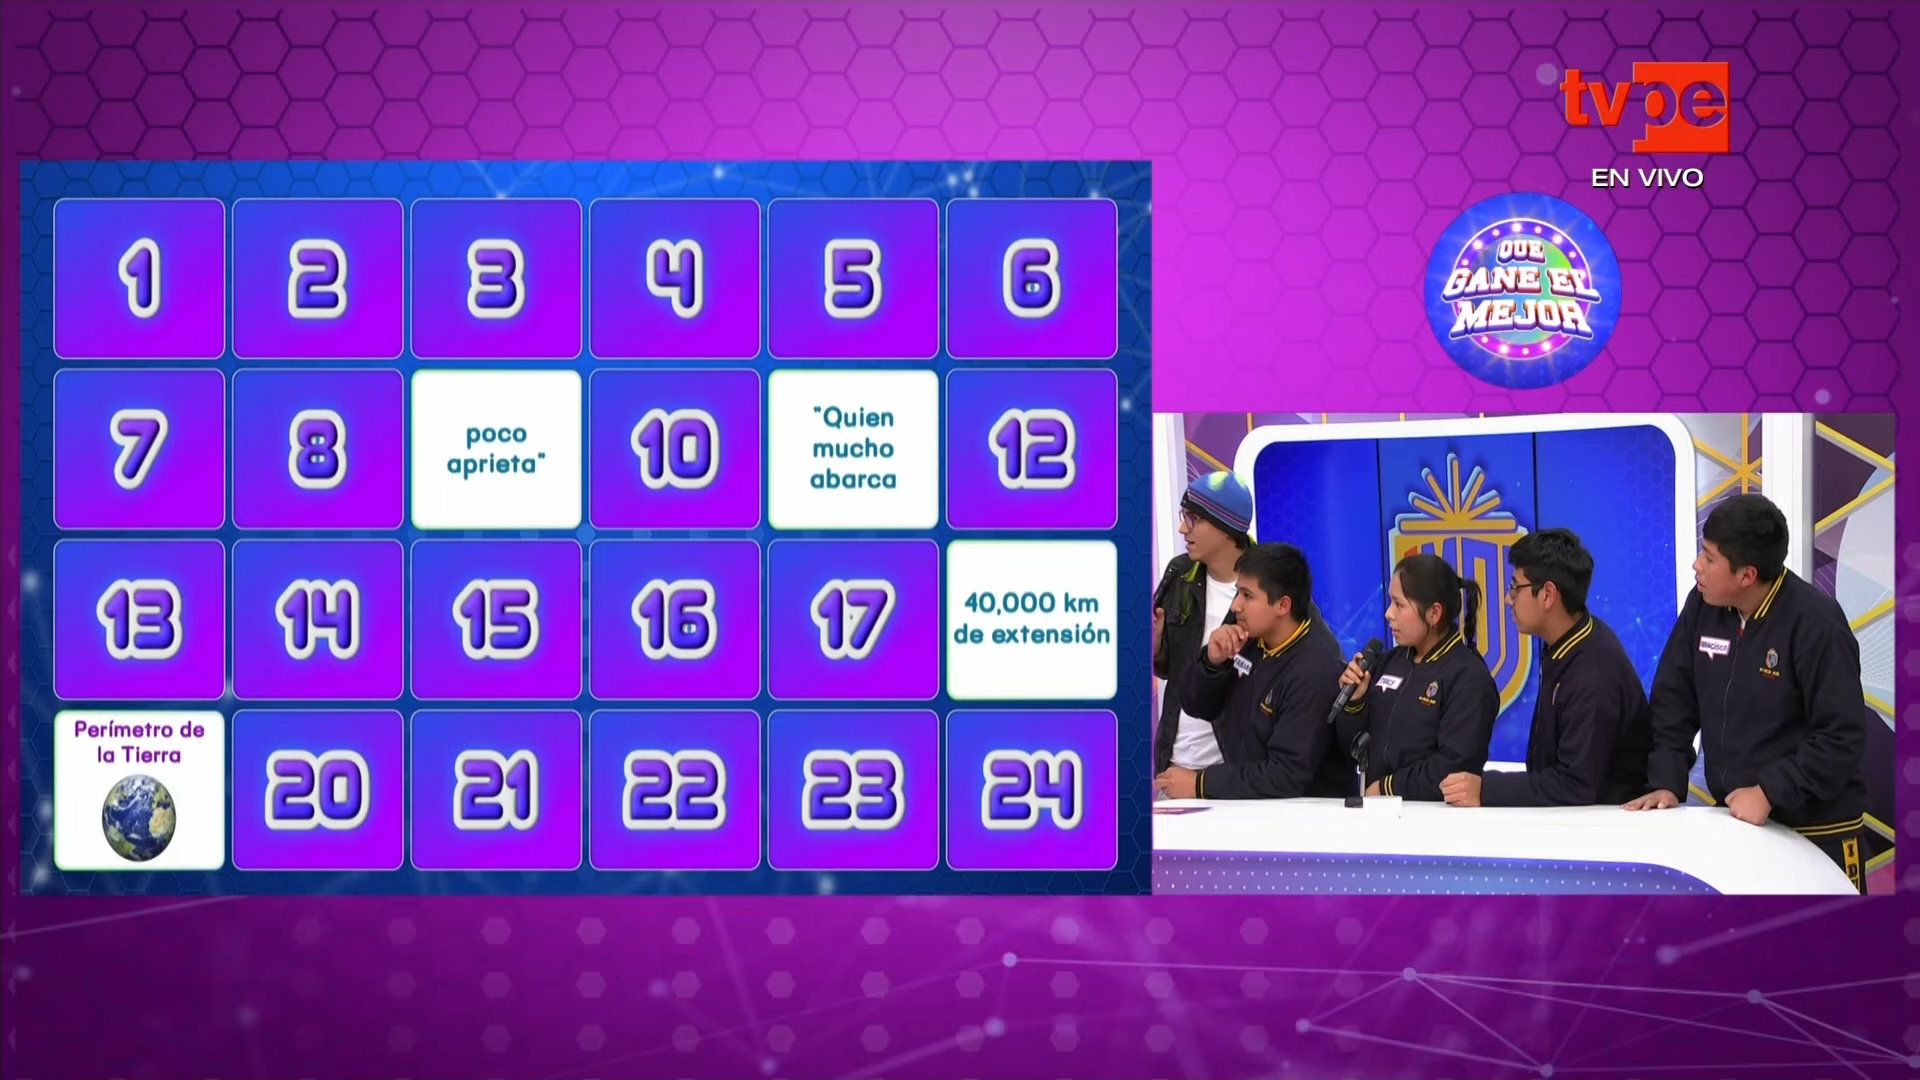 tvpe
EN VIVO
QUE
GANE EL
MEJOR
1
2
3
4
5
6
7
8
poco
aprieta"
10
"Quien
mucho
abarca
12
13
14
15
16
17
40,000 km
de extensión
Perímetro de
la Tierra
20
21
22
23
24